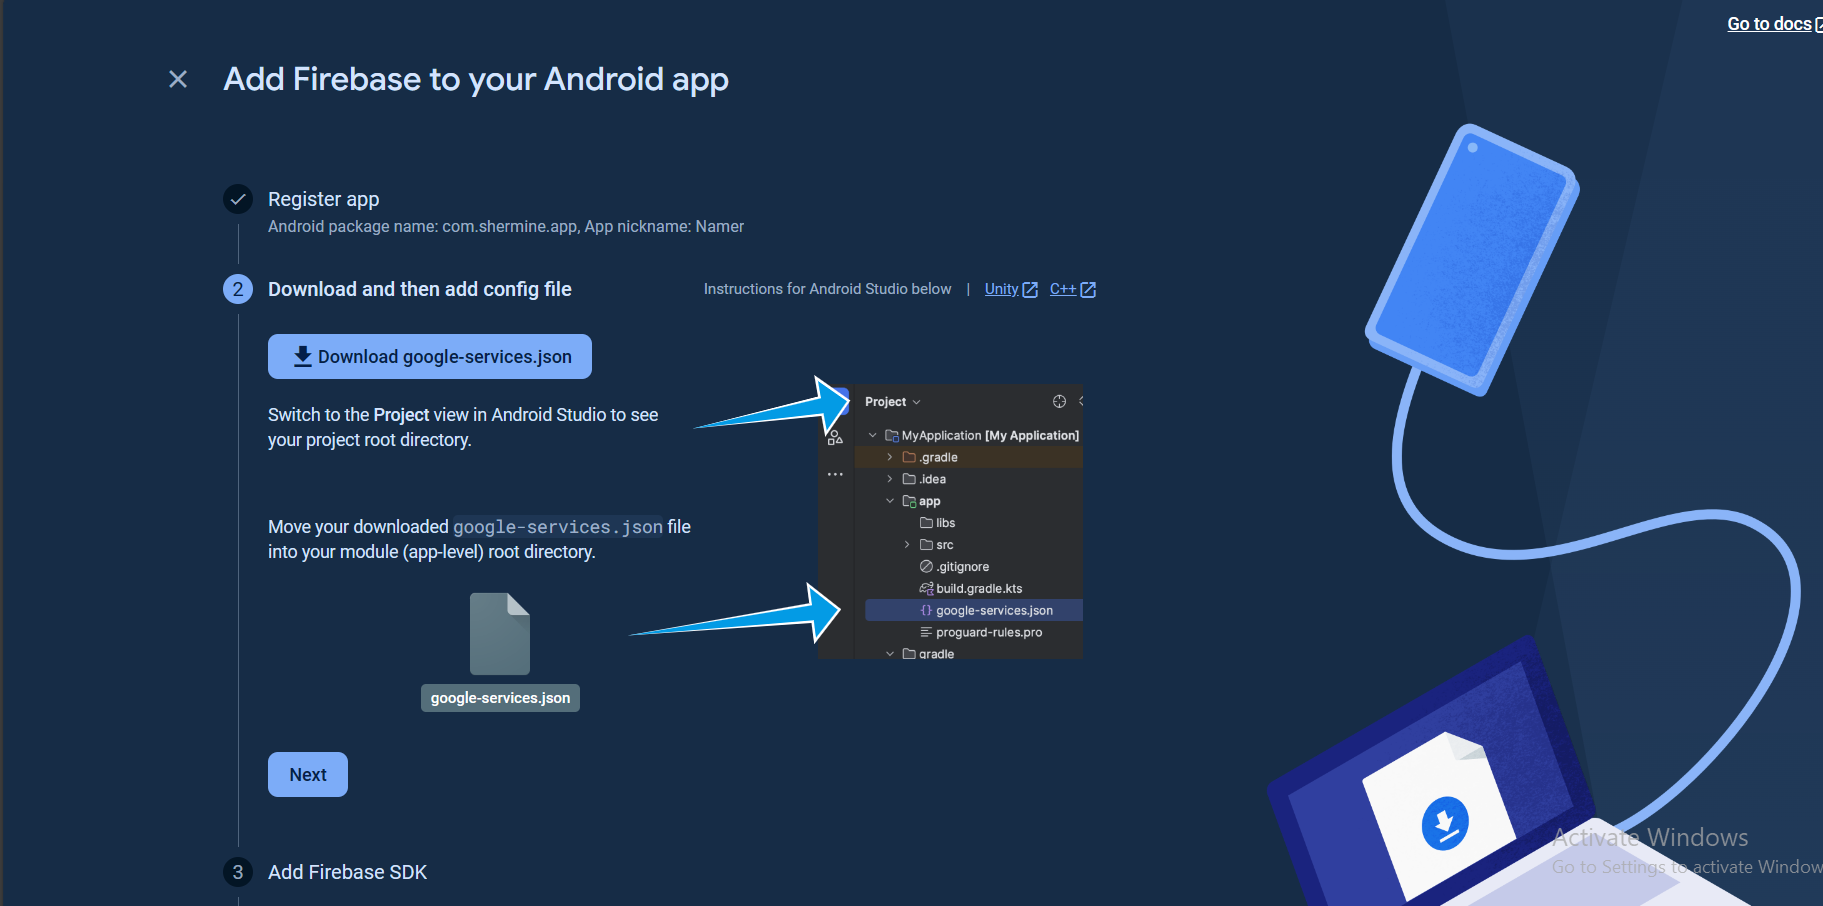 Go to docs
Add Firebase to your Android app
Register app
Android package name: com.shermine.app, App nickname: Namer
2 Download and then add config file
Instructions for Android Studio below | Unity C++
Download google-services.json
Switch to the Project view in Android Studio to see
your project root directory.
Move your downloaded google-services.json file
into your module (app-level) root directory.
google-services.json
Project
MyApplication [My Application]
.gradle
.idea
app
libs
src
.gitignore
build.gradle.kts
{} google-services.json
proguard-rules.pro
gradle
Next
3 Add Firebase SDK
Activate Windows
Go to Settings to activate Window